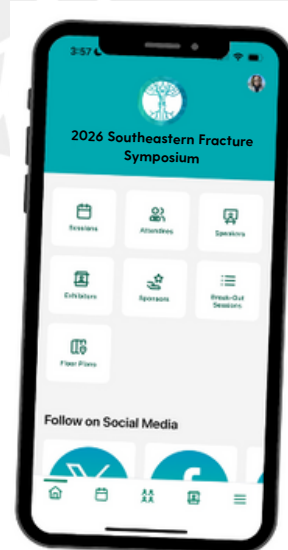 3:57
2026 Southeastern Fracture
Symposium
Sessions
Attendees
Speakers
Exhibitors
Sponsors
Break-Out
Sessions
Floor Plans
Follow on Social Media